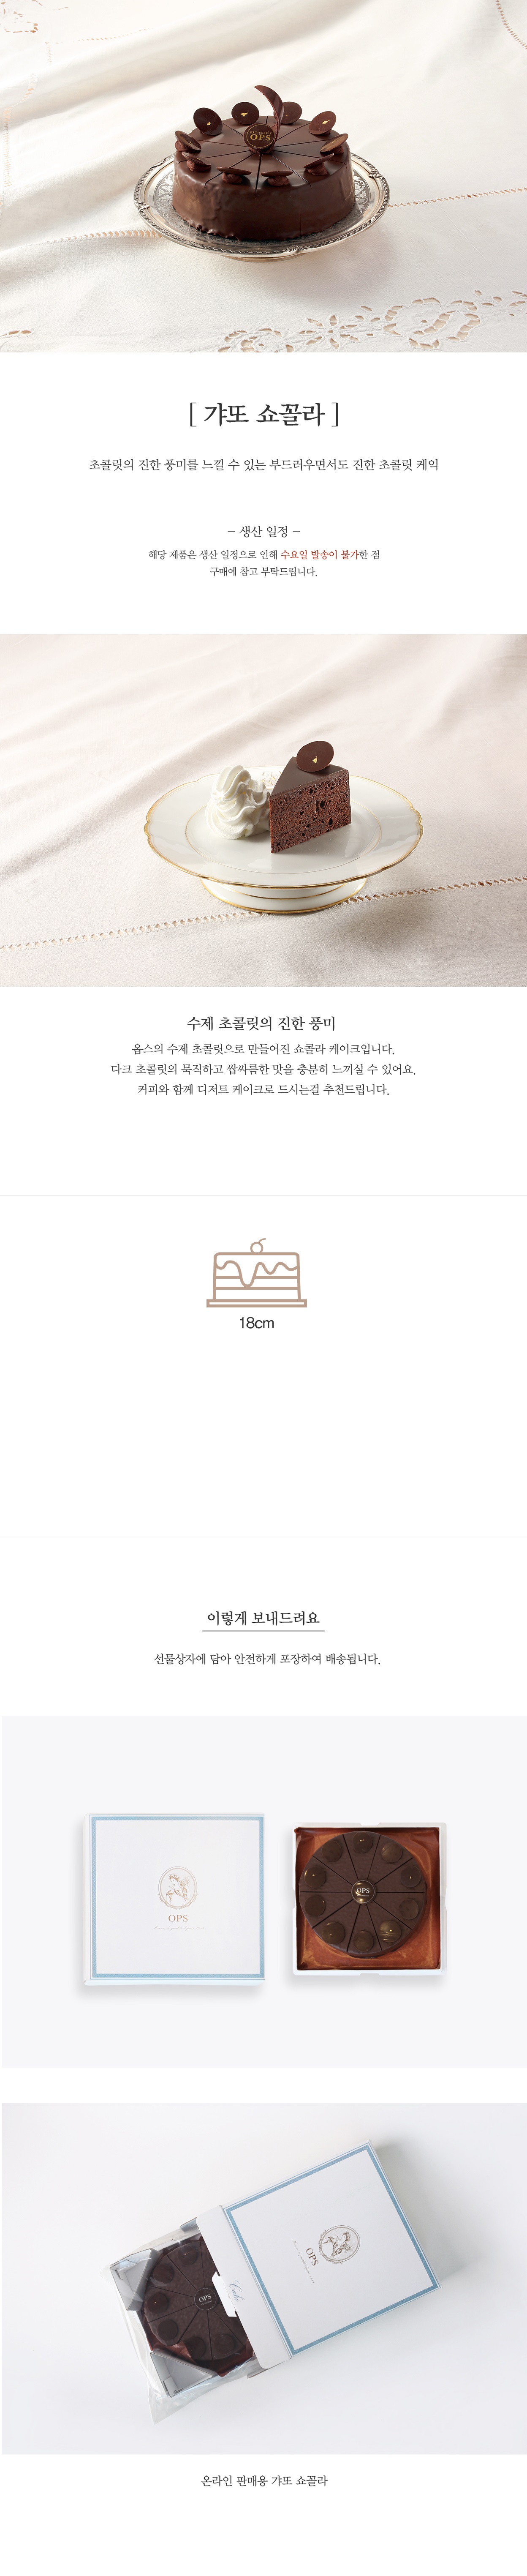 OPS
[ 갸또 쇼꼴라 ]
초콜릿의 진한 풍미를 느낄 수 있는 부드러우면서도 진한 초콜릿 케익
– 생산 일정 –
해당 제품은 생산 일정으로 인해 수요일 발송이 불가한 점
구매에 참고 부탁드립니다.
수제 초콜릿의 진한 풍미
옵스의 수제 초콜릿으로 만들어진 쇼콜라 케이크입니다.
다크 초콜릿의 묵직하고 쌉싸름한 맛을 충분히 느끼실 수 있어요.
커피와 함께 디저트 케이크로 드시는걸 추천드립니다.
18cm
이렇게 보내드려요
선물상자에 담아 안전하게 포장하여 배송됩니다.
OPS
OPS
OPS
Cake
OPS
온라인 판매용 갸또 쇼꼴라